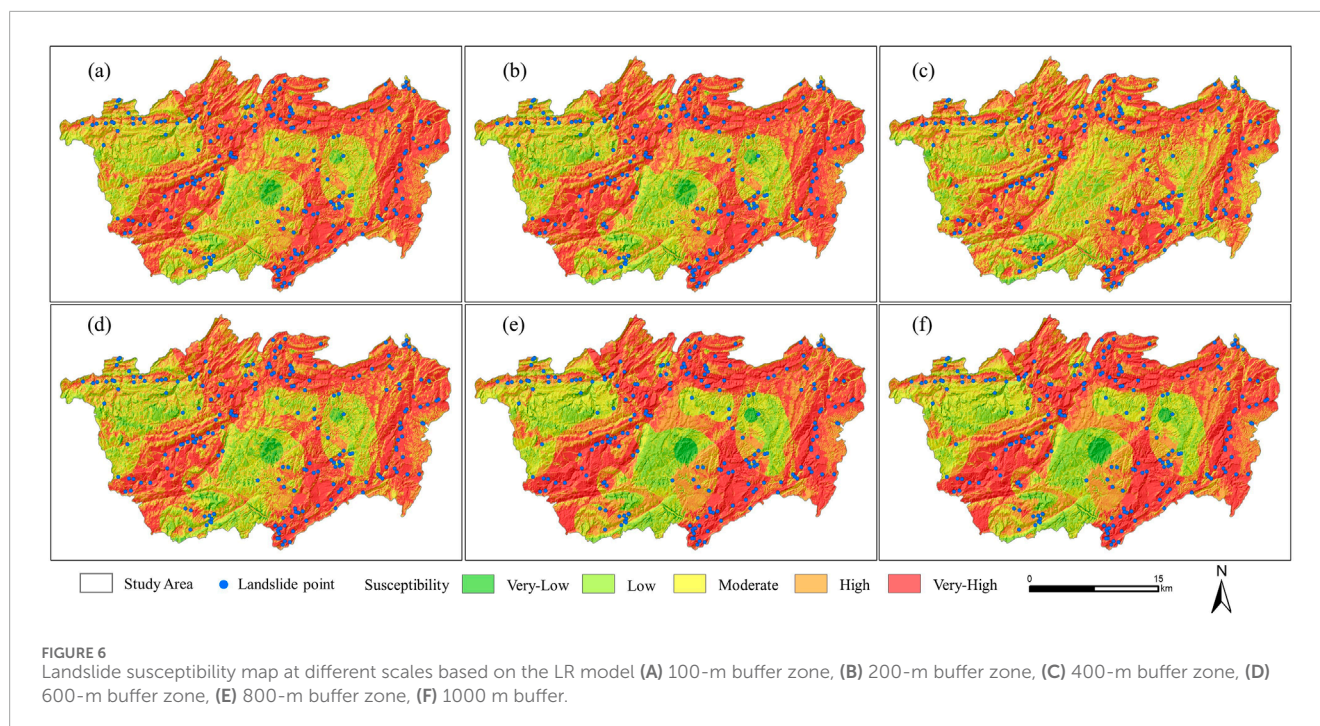 (a)
(b)
(c)
(d)
(e)
(f)
Study Area Landslide point Susceptibility Very-Low Low Moderate High Very-High 0 15 km N
FIGURE 6
Landslide susceptibility map at different scales based on the LR model (A) 100-m buffer zone, (B) 200-m buffer zone, (C) 400-m buffer zone, (D)
600-m buffer zone, (E) 800-m buffer zone, (F) 1000 m buffer.